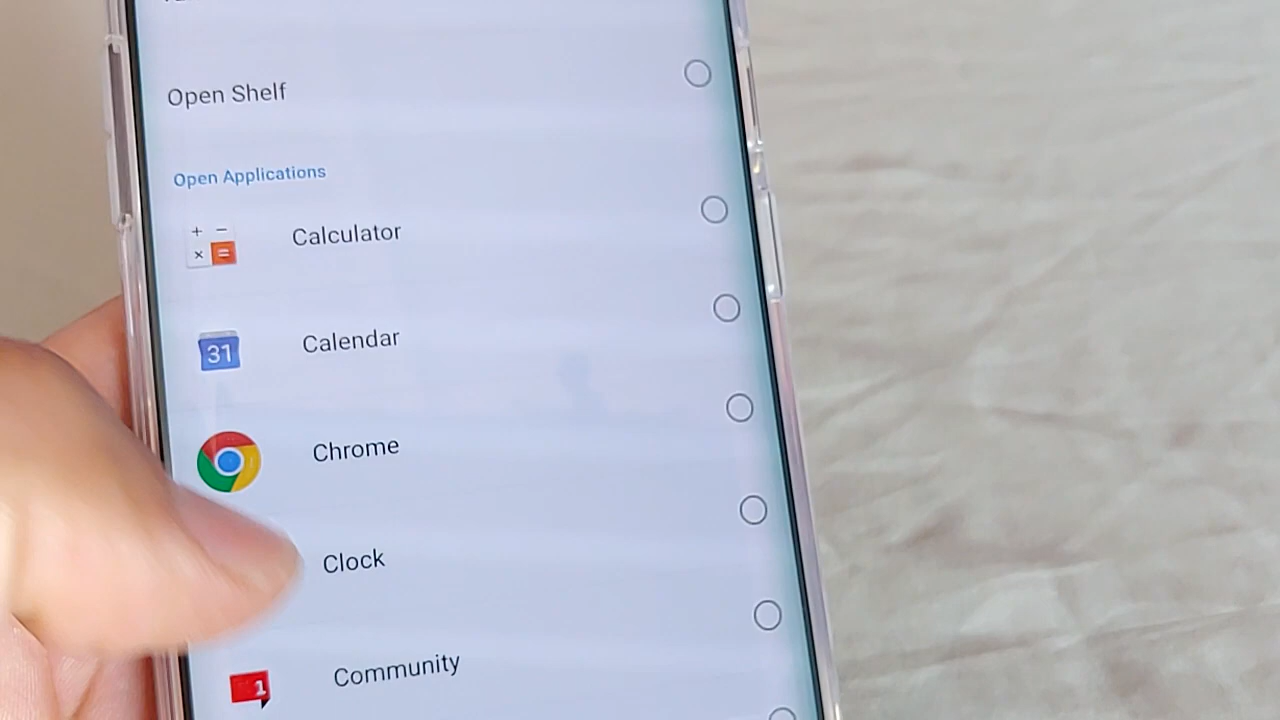 Open Shelf
Open Applications
+ −
× =
Calculator
31
Calendar
Chrome
Clock
1
Community